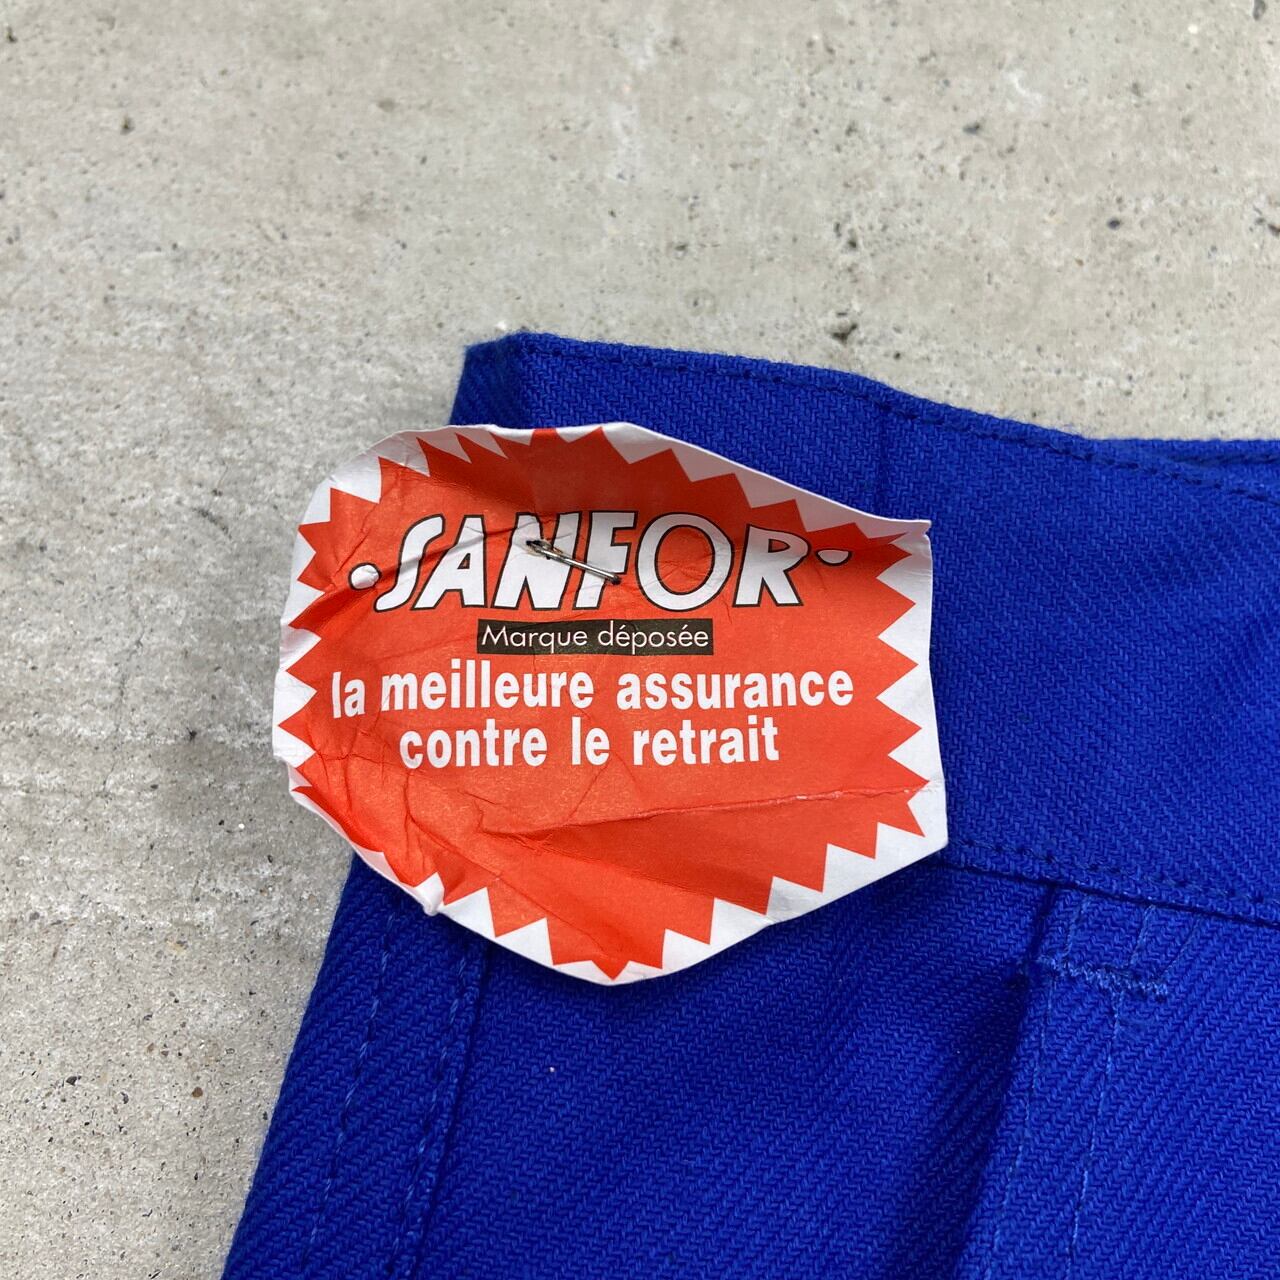 ·SANFOR·
Marque déposée
la meilleure assurance
contre le retrait